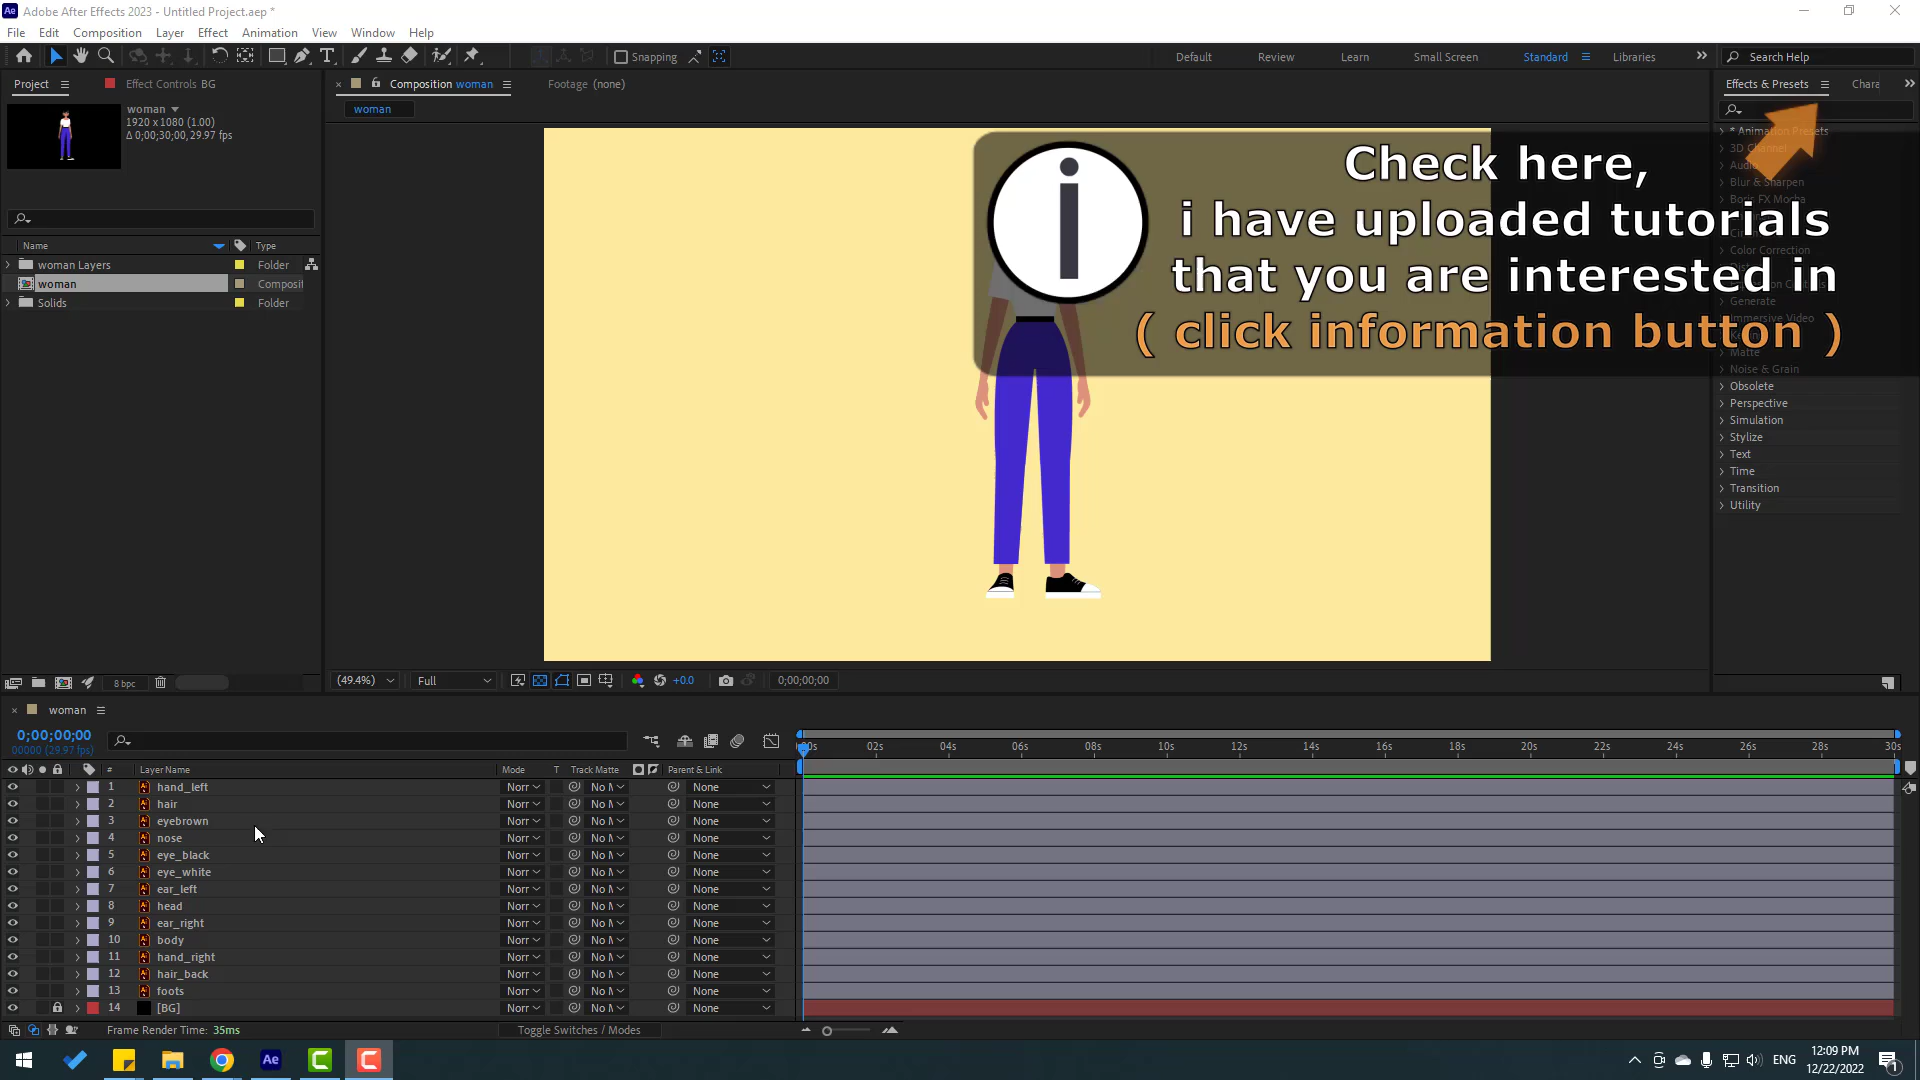 Adobe After Effects 2023 - Untitled Project.aep *
File Edit Composition Layer Effect Animation View Window Help
Snapping
Default Review Learn Small Screen Standard Libraries
Search Help
Project
Effect Controls BG
Composition woman
Footage (none)
Effects & Presets
woman
woman
1920 x 1080 (1.00)
Δ 0;00;30;00, 29.97 fps
Check here,
i have uploaded tutorials
that you are interested in
( click information button )
* Animation Presets
3D Channel
Blur & Sharpen
Boris FX Mocha
Color Correction
Generate
Immersive Video
Matte
Noise & Grain
Obsolete
Perspective
Simulation
Stylize
Text
Time
Transition
Utility
Name Type
woman Layers Folder
woman
Solids Folder
8 bpc
(49.4%) Full +0.0 0;00;00;00
woman
0;00;00;00
00000 (29.97 fps)
02s 04s 06s 08s 10s 12s 14s 16s 18s 20s 22s 24s 26s 28s 30s
# Layer Name Mode T Track Matte Parent & Link
1 hand_left Norr No None
2 hair Norr No None
3 eyebrown Norr No None
4 nose Norr No None
5 eye_black Norr No None
6 eye_white Norr No None
7 ear_left Norr No None
8 head Norr No None
9 ear_right Norr No None
10 body Norr No None
11 hand_right Norr No None
12 hair_back Norr No None
13 foots Norr No None
14 [BG] Norr No None
Frame Render Time: 35ms
Toggle Switches / Modes
Ae
ENG
12:09 PM
12/22/2022
1